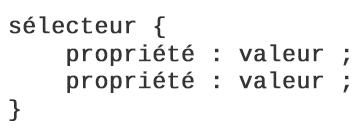 sélecteur {
    propriété : valeur ;
    propriété : valeur ;
}